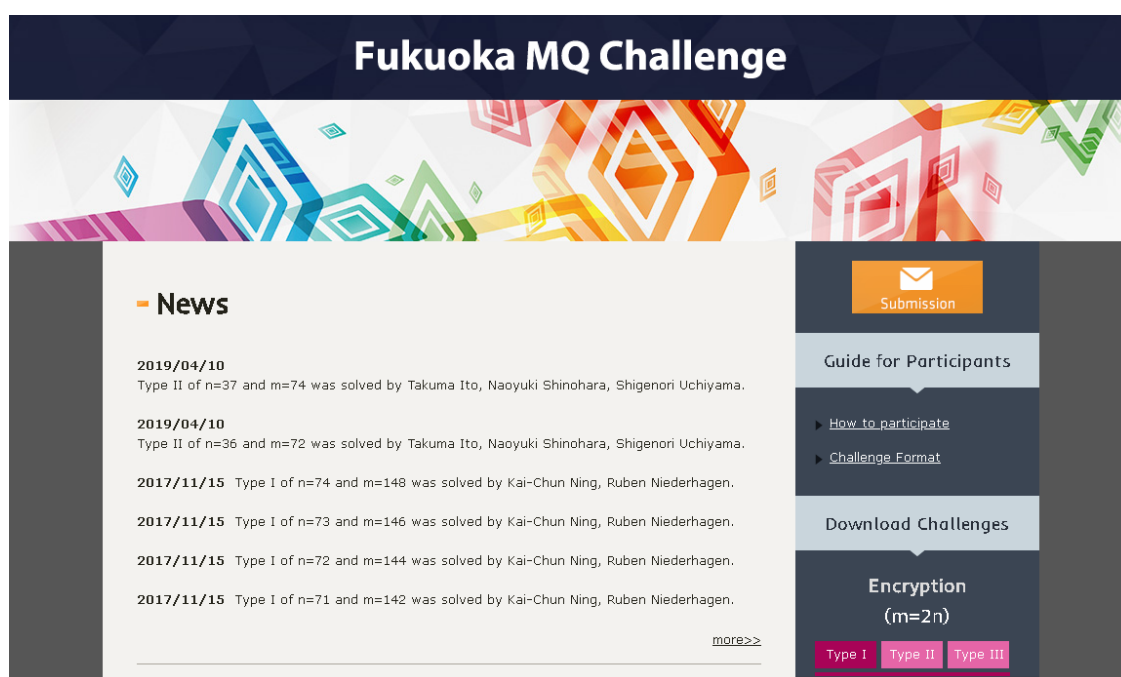 Fukuoka MQ Challenge
News
2019/04/10
Type II of n=37 and m=74 was solved by Takuma Ito, Naoyuki Shinohara, Shigenori Uchiyama.
2019/04/10
Type II of n=36 and m=72 was solved by Takuma Ito, Naoyuki Shinohara, Shigenori Uchiyama.
2017/11/15 Type I of n=74 and m=148 was solved by Kai-Chun Ning, Ruben Niederhagen.
2017/11/15 Type I of n=73 and m=146 was solved by Kai-Chun Ning, Ruben Niederhagen.
2017/11/15 Type I of n=72 and m=144 was solved by Kai-Chun Ning, Ruben Niederhagen.
2017/11/15 Type I of n=71 and m=142 was solved by Kai-Chun Ning, Ruben Niederhagen.
more>>
Submission
Guide for Participants
How to participate
Challenge Format
Download Challenges
Encryption
(m=2n)
Type I Type II Type III